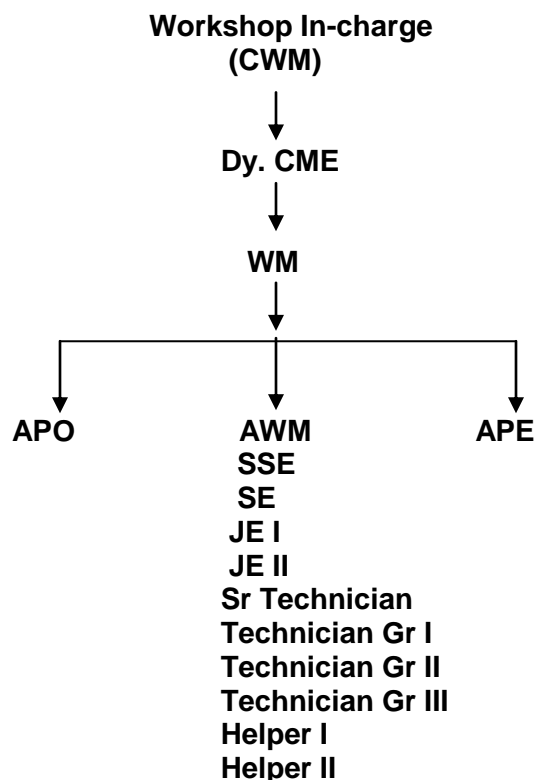 Workshop In-charge
(CWM)
Dy. CME
WM
APO AWM APE
SSE
SE
JE I
JE II
Sr Technician
Technician Gr I
Technician Gr II
Technician Gr III
Helper I
Helper II